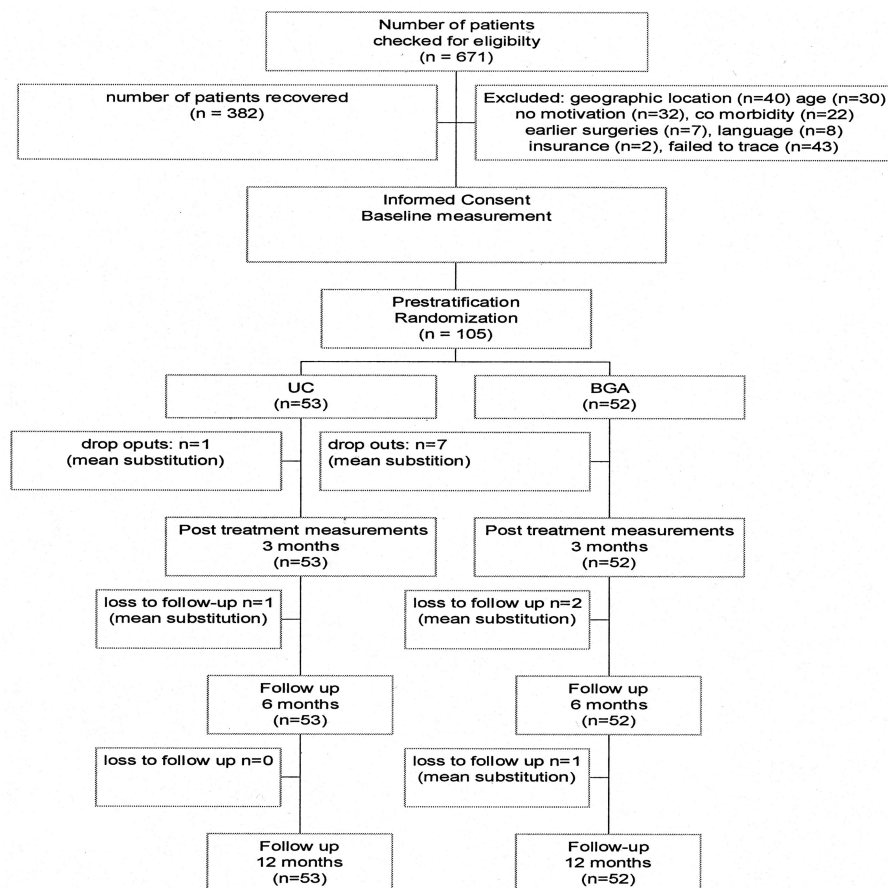 Number of patients
checked for eligibilty
(n = 671)
number of patients recovered
(n = 382)
Excluded: geographic location (n=40) age (n=30)
no motivation (n=32), co morbidity (n=22)
earlier surgeries (n=7), language (n=8)
insurance (n=2), failed to trace (n=43)
Informed Consent
Baseline measurement
Prestratification
Randomization
(n = 105)
UC
(n=53)
BGA
(n=52)
drop oputs: n=1
(mean substitution)
drop outs: n=7
(mean substition)
Post treatment measurements
3 months
(n=53)
Post treatment measurements
3 months
(n=52)
loss to follow-up n=1
(mean substitution)
loss to follow up n=2
(mean substitution)
Follow up
6 months
(n=53)
Follow up
6 months
(n=52)
loss to follow up n=0
loss to follow up n=1
(mean substitution)
Follow up
12 months
(n=53)
Follow-up
12 months
(n=52)